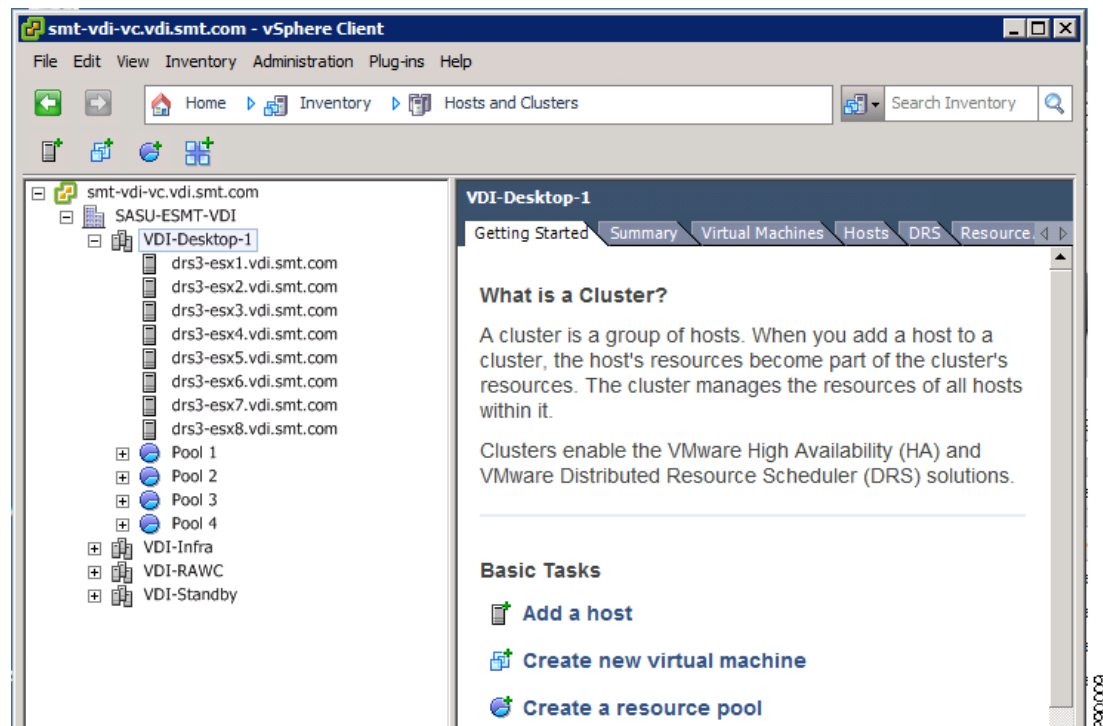 smt-vdi-vc.vdi.smt.com - vSphere Client
File Edit View Inventory Administration Plug-ins Help
Home Inventory Hosts and Clusters Search Inventory
smt-vdi-vc.vdi.smt.com
SASU-ESMT-VDI
VDI-Desktop-1
drs3-esx1.vdi.smt.com
drs3-esx2.vdi.smt.com
drs3-esx3.vdi.smt.com
drs3-esx4.vdi.smt.com
drs3-esx5.vdi.smt.com
drs3-esx6.vdi.smt.com
drs3-esx7.vdi.smt.com
drs3-esx8.vdi.smt.com
Pool 1
Pool 2
Pool 3
Pool 4
VDI-Infra
VDI-RAWC
VDI-Standby
VDI-Desktop-1
Getting Started Summary Virtual Machines Hosts DRS Resource
What is a Cluster?
A cluster is a group of hosts. When you add a host to a
cluster, the host's resources become part of the cluster's
resources. The cluster manages the resources of all hosts
within it.
Clusters enable the VMware High Availability (HA) and
VMware Distributed Resource Scheduler (DRS) solutions.
Basic Tasks
Add a host
Create new virtual machine
Create a resource pool